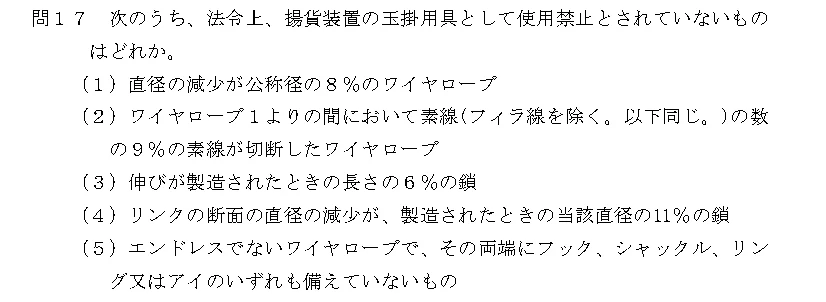 問１７　次のうち、法令上、揚貨装置の玉掛用具として使用禁止とされていないもの
はどれか。
（１）直径の減少が公称径の８％のワイヤロープ
（２）ワイヤロープ１よりの間において素線(フィラ線を除く。以下同じ。)の数
の９％の素線が切断したワイヤロープ
（３）伸びが製造されたときの長さの６％の鎖
（４）リンクの断面の直径の減少が、製造されたときの当該直径の11％の鎖
（５）エンドレスでないワイヤロープで、その両端にフック、シャックル、リン
グ又はアイのいずれも備えていないもの